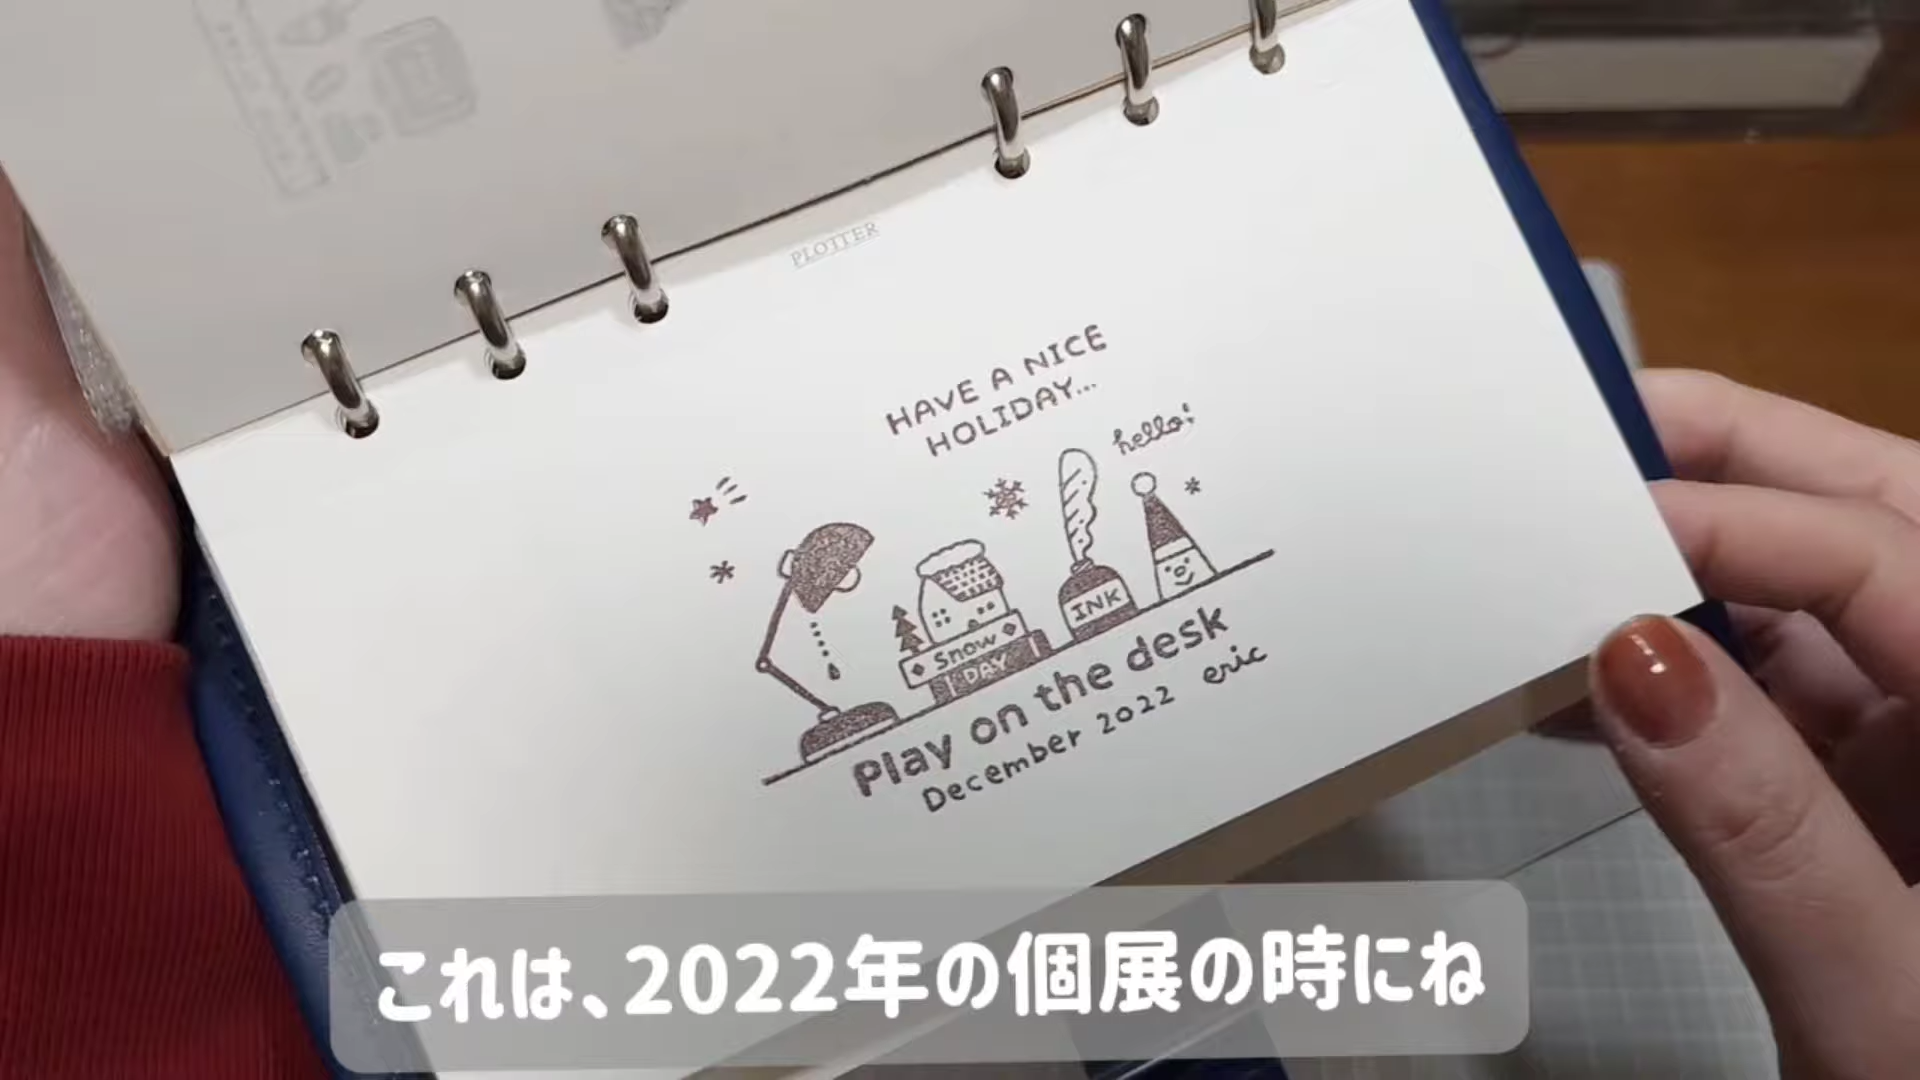 PLOTTER
HAVE A NICE
HOLIDAY...
hello!
INK
Snow
DAY
Play on the desk
December 2022 eric
これは、2022年の個展の時にね